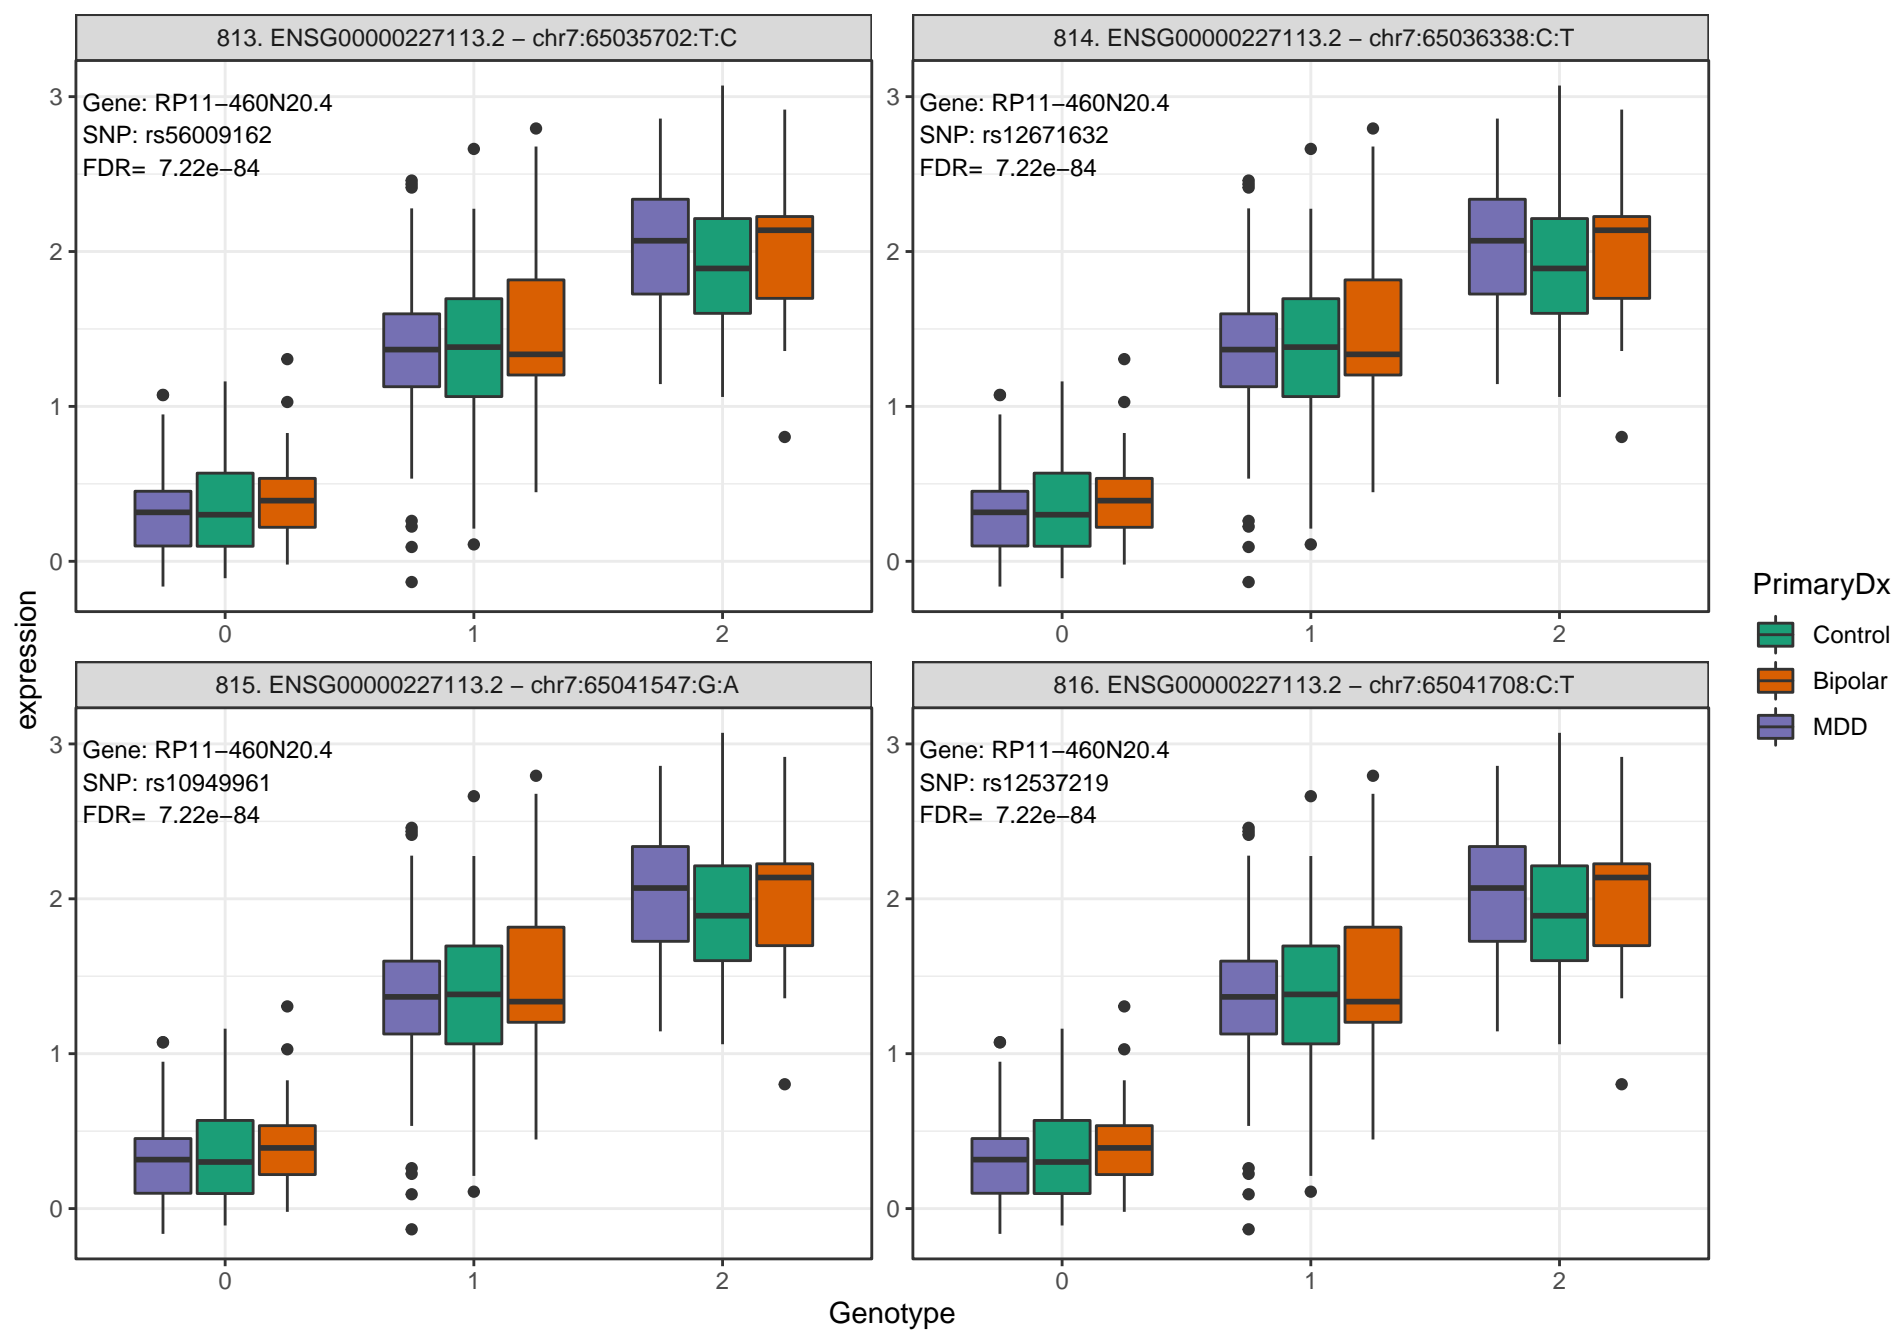 813. ENSG00000227113.2 − chr7:65035702:T:C
Gene: RP11−460N20.4
SNP: rs56009162
FDR=  7.22e−84
3
2
1
0
0 1 2
814. ENSG00000227113.2 − chr7:65036338:C:T
Gene: RP11−460N20.4
SNP: rs12671632
FDR=  7.22e−84
3
2
1
0
0 1 2
815. ENSG00000227113.2 − chr7:65041547:G:A
Gene: RP11−460N20.4
SNP: rs10949961
FDR=  7.22e−84
3
2
1
0
0 1 2
816. ENSG00000227113.2 − chr7:65041708:C:T
Gene: RP11−460N20.4
SNP: rs12537219
FDR=  7.22e−84
3
2
1
0
0 1 2
expression
Genotype
PrimaryDx
Control
Bipolar
MDD